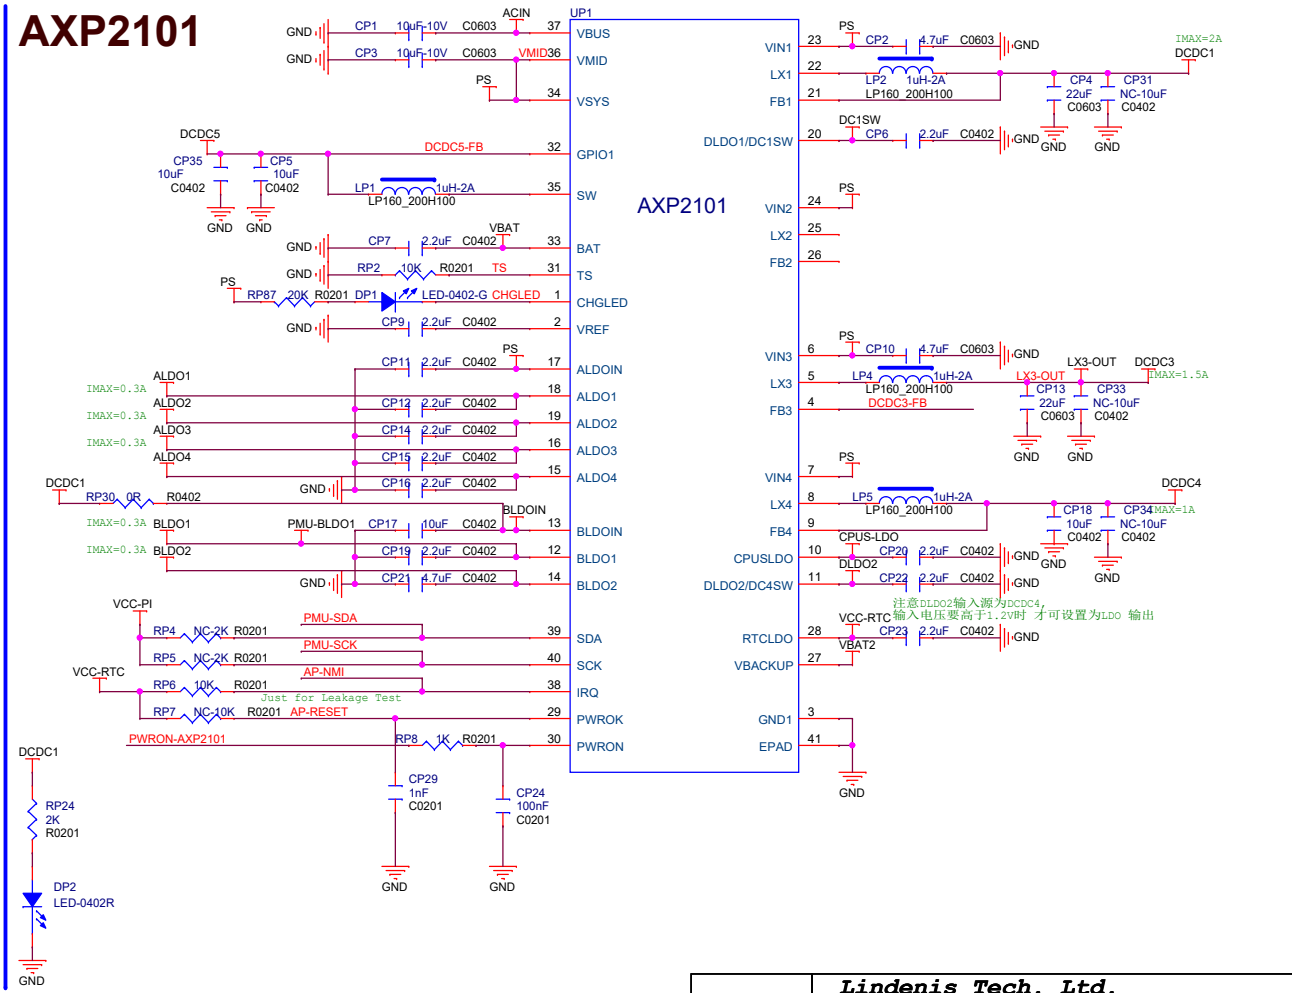 AXP2101
UP1
AXP2101
ACIN
GND CP1 10uF-10V C0603 37 VBUS
GND CP3 10uF-10V C0603 VMID 36 VMID
PS
34 VSYS
DCDC5
DCDC5-FB 32 GPIO1
CP35
10uF
C0402
CP5
10uF
C0402
GND GND
LP1 1uH-2A 35 SW
LP160_200H100
VBAT
GND CP7 2.2uF C0402 33 BAT
GND RP2 10K R0201 TS 31 TS
PS
RP87 20K R0201 DP1 LED-0402-G CHGLED 1 CHGLED
GND CP9 2.2uF C0402 2 VREF
PS
CP11 2.2uF C0402 17 ALDOIN
ALDO1
IMAX=0.3A
18 ALDO1
ALDO2
CP12 2.2uF C0402
IMAX=0.3A
19 ALDO2
ALDO3
CP14 2.2uF C0402
IMAX=0.3A
16 ALDO3
ALDO4
CP15 2.2uF C0402
15 ALDO4
GND CP16 2.2uF C0402
DCDC1
RP30 0R R0402
BLDOIN
IMAX=0.3A BLDO1
PMU-BLDO1 CP17 10uF C0402 13 BLDOIN
IMAX=0.3A BLDO2
CP19 2.2uF C0402 12 BLDO1
GND CP21 4.7uF C0402 14 BLDO2
VCC-PI
PMU-SDA
RP4 NC-2K R0201 39 SDA
PMU-SCK
RP5 NC-2K R0201 40 SCK
VCC-RTC
AP-NMI
RP6 10K R0201 38 IRQ
Just for Leakage Test
RP7 NC-10K R0201 AP-RESET 29 PWROK
PWRON-AXP2101 RP8 1K R0201 30 PWRON
CP29
1nF
C0201
GND
CP24
100nF
C0201
GND
DCDC1
RP24
2K
R0201
DP2
LED-0402R
GND
PS
VIN1 23 CP2 4.7uF C0603 GND
IMAX=2A
DCDC1
LX1 22 LP2 1uH-2A
LP160_200H100
FB1 21
CP4
22uF
C0603
GND
CP31
NC-10uF
C0402
GND
DC1SW
DLDO1/DC1SW 20 CP6 2.2uF C0402 GND
PS
VIN2 24
LX2 25
FB2 26
PS
VIN3 6 CP10 4.7uF C0603 GND
LX3-OUT
DCDC3
IMAX=1.5A
LX3 5 LP4 1uH-2A LX3-OUT
LP160_200H100
FB3 4 DCDC3-FB
CP13
22uF
C0603
GND
CP33
NC-10uF
C0402
GND
PS
VIN4 7
DCDC4
IMAX=1A
LX4 8 LP5 1uH-2A
LP160_200H100
FB4 9
CP18
10uF
C0402
GND
CP34
NC-10uF
C0402
GND
CPUS-LDO
CPUSLDO 10 CP20 2.2uF C0402 GND
DLDO2
DLDO2/DC4SW 11 CP22 2.2uF C0402 GND
注意DLDO2输入源为DCDC4,
输入电压要高于1.2V时 才可设置为LDO 输出
VCC-RTC
RTCLDO 28 CP23 2.2uF C0402 GND
VBAT2
VBACKUP 27
GND1 3
EPAD 41
GND
Lindenis Tech. Ltd.